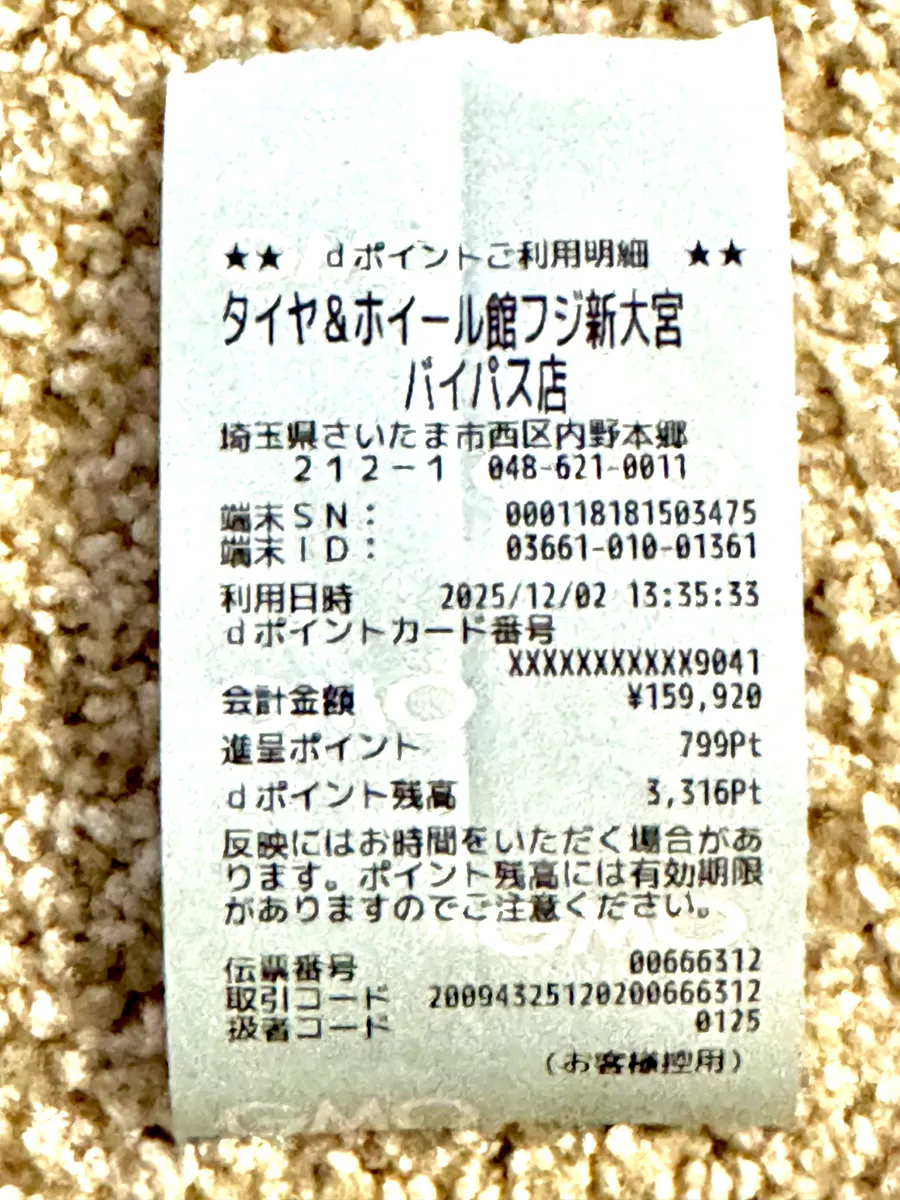 ★★ dポイントご利用明細 ★★
タイヤ&ホイール館フジ新大宮
バイパス店
埼玉県さいたま市西区内野本郷
212-1 048-621-0011
端末SN: 000118181503475
端末ID: 03661-010-01361
利用日時 2025/12/02 13:35:33
dポイントカード番号
XXXXXXXXXXX9041
会計金額 ¥159,920
進呈ポイント 799Pt
dポイント残高 3,316Pt
反映にはお時間をいただく場合があ
ります。ポイント残高には有効期限
がありますのでご注意ください。
GMO
伝票番号 00666312
取引コード 20094325120200666312
扱者コード 0125
(お客様控用)
GMO